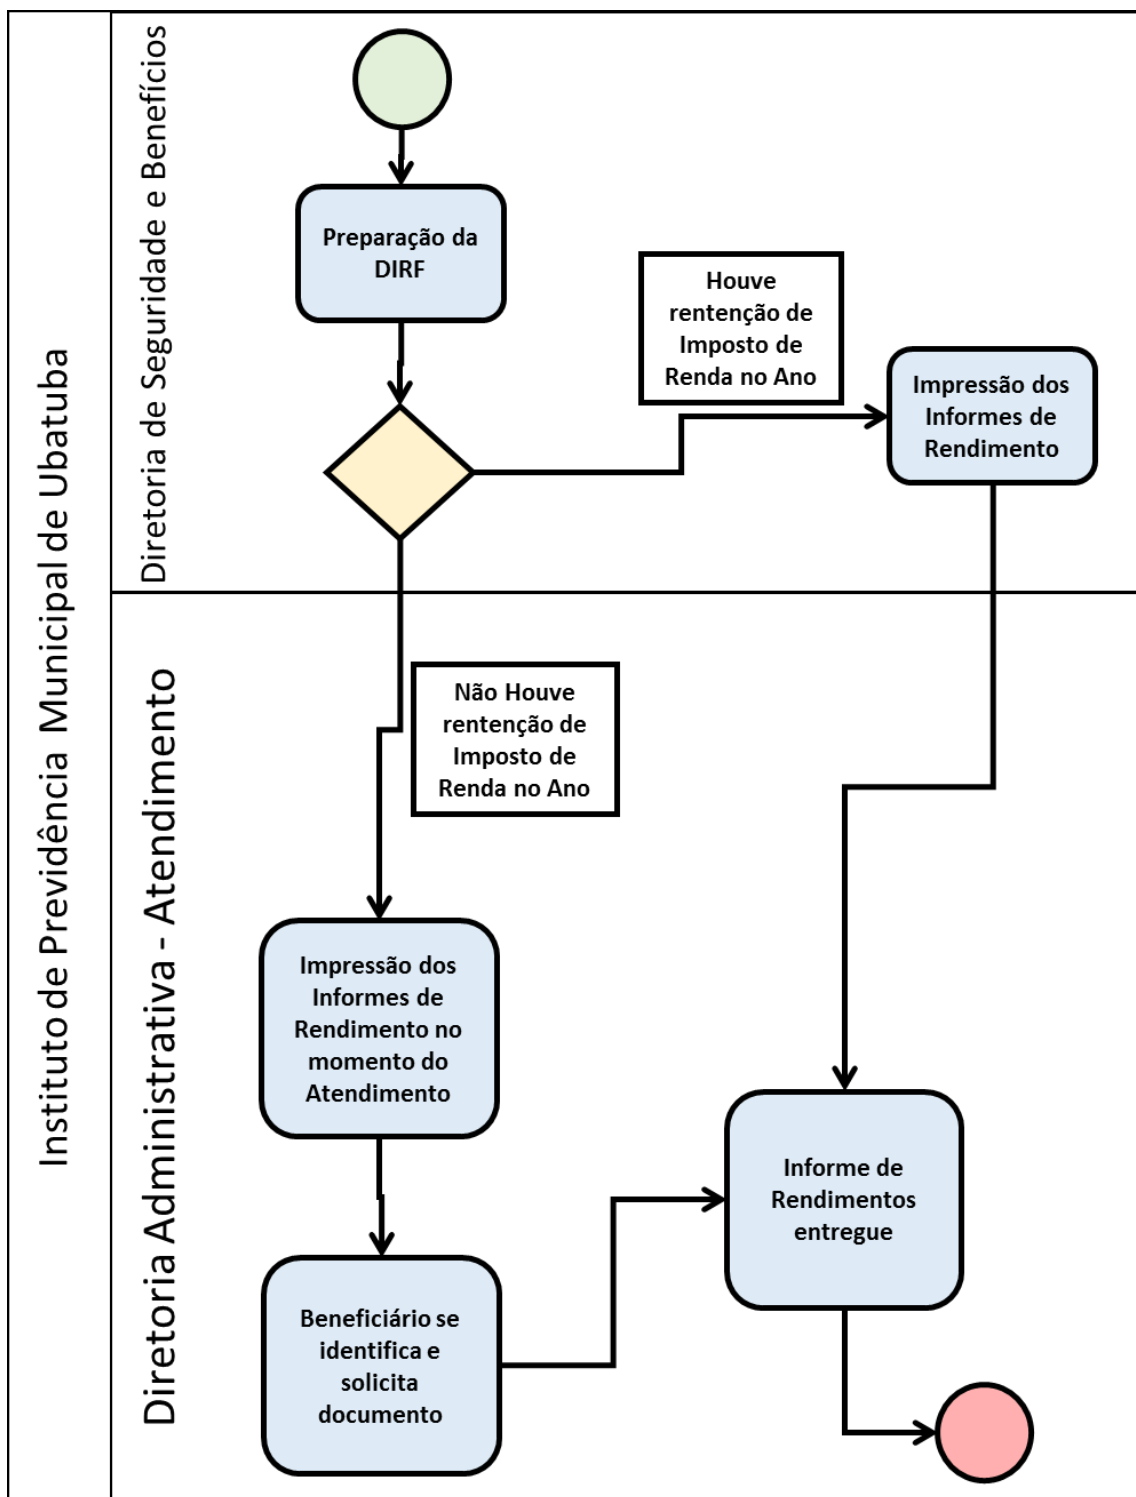 Instituto de Previdência Municipal de Ubatuba
Diretoria de Seguridade e Benefícios
Preparação da
DIRF
Houve
rentenção de
Imposto de
Renda no Ano
Impressão dos
Informes de
Rendimento
Diretoria Administrativa - Atendimento
Não Houve
rentenção de
Imposto de
Renda no Ano
Impressão dos
Informes de
Rendimento no
momento do
Atendimento
Informe de
Rendimentos
entregue
Beneficiário se
identifica e
solicita
documento